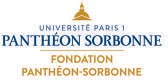 UNIVERSITÉ PARIS 1
PANTHÉON SORBONNE
FONDATION
PANTHÉON-SORBONNE